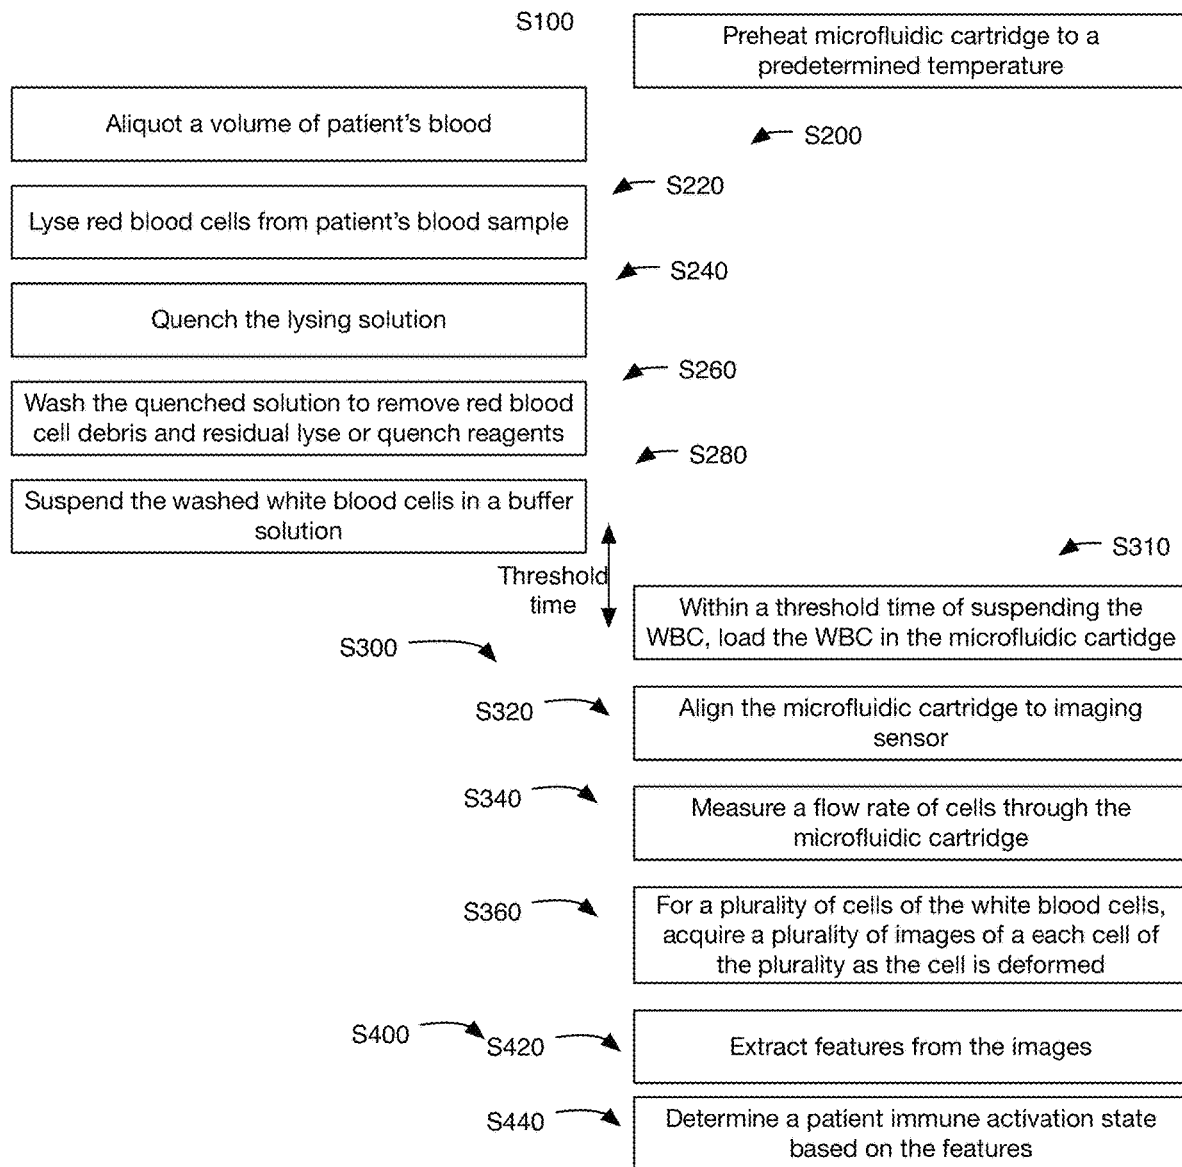 S100
Preheat microfluidic cartridge to a
predetermined temperature
Aliquot a volume of patient's blood
S200
S220
Lyse red blood cells from patient's blood sample
S240
Quench the lysing solution
S260
Wash the quenched solution to remove red blood
cell debris and residual lyse or quench reagents
S280
Suspend the washed white blood cells in a buffer
solution
S310
Threshold
time
Within a threshold time of suspending the
WBC, load the WBC in the microfluidic cartidge
S300
S320
Align the microfluidic cartridge to imaging
sensor
S340
Measure a flow rate of cells through the
microfluidic cartridge
S360
For a plurality of cells of the white blood cells,
acquire a plurality of images of a each cell of
the plurality as the cell is deformed
S400
S420
Extract features from the images
S440
Determine a patient immune activation state
based on the features